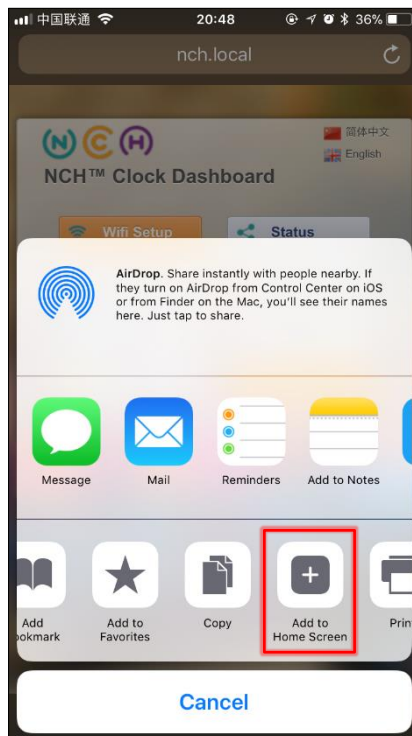 中国联通 20:48 36%
nch.local
简体中文
N C H
English
NCH™ Clock Dashboard
Wifi Setup Status
AirDrop. Share instantly with people nearby. If
they turn on AirDrop from Control Center on iOS
or from Finder on the Mac, you'll see their names
here. Just tap to share.
Message Mail Reminders Add to Notes
Add
ookmark
Add to
Favorites
Copy
Add to
Home Screen
Prin
Cancel